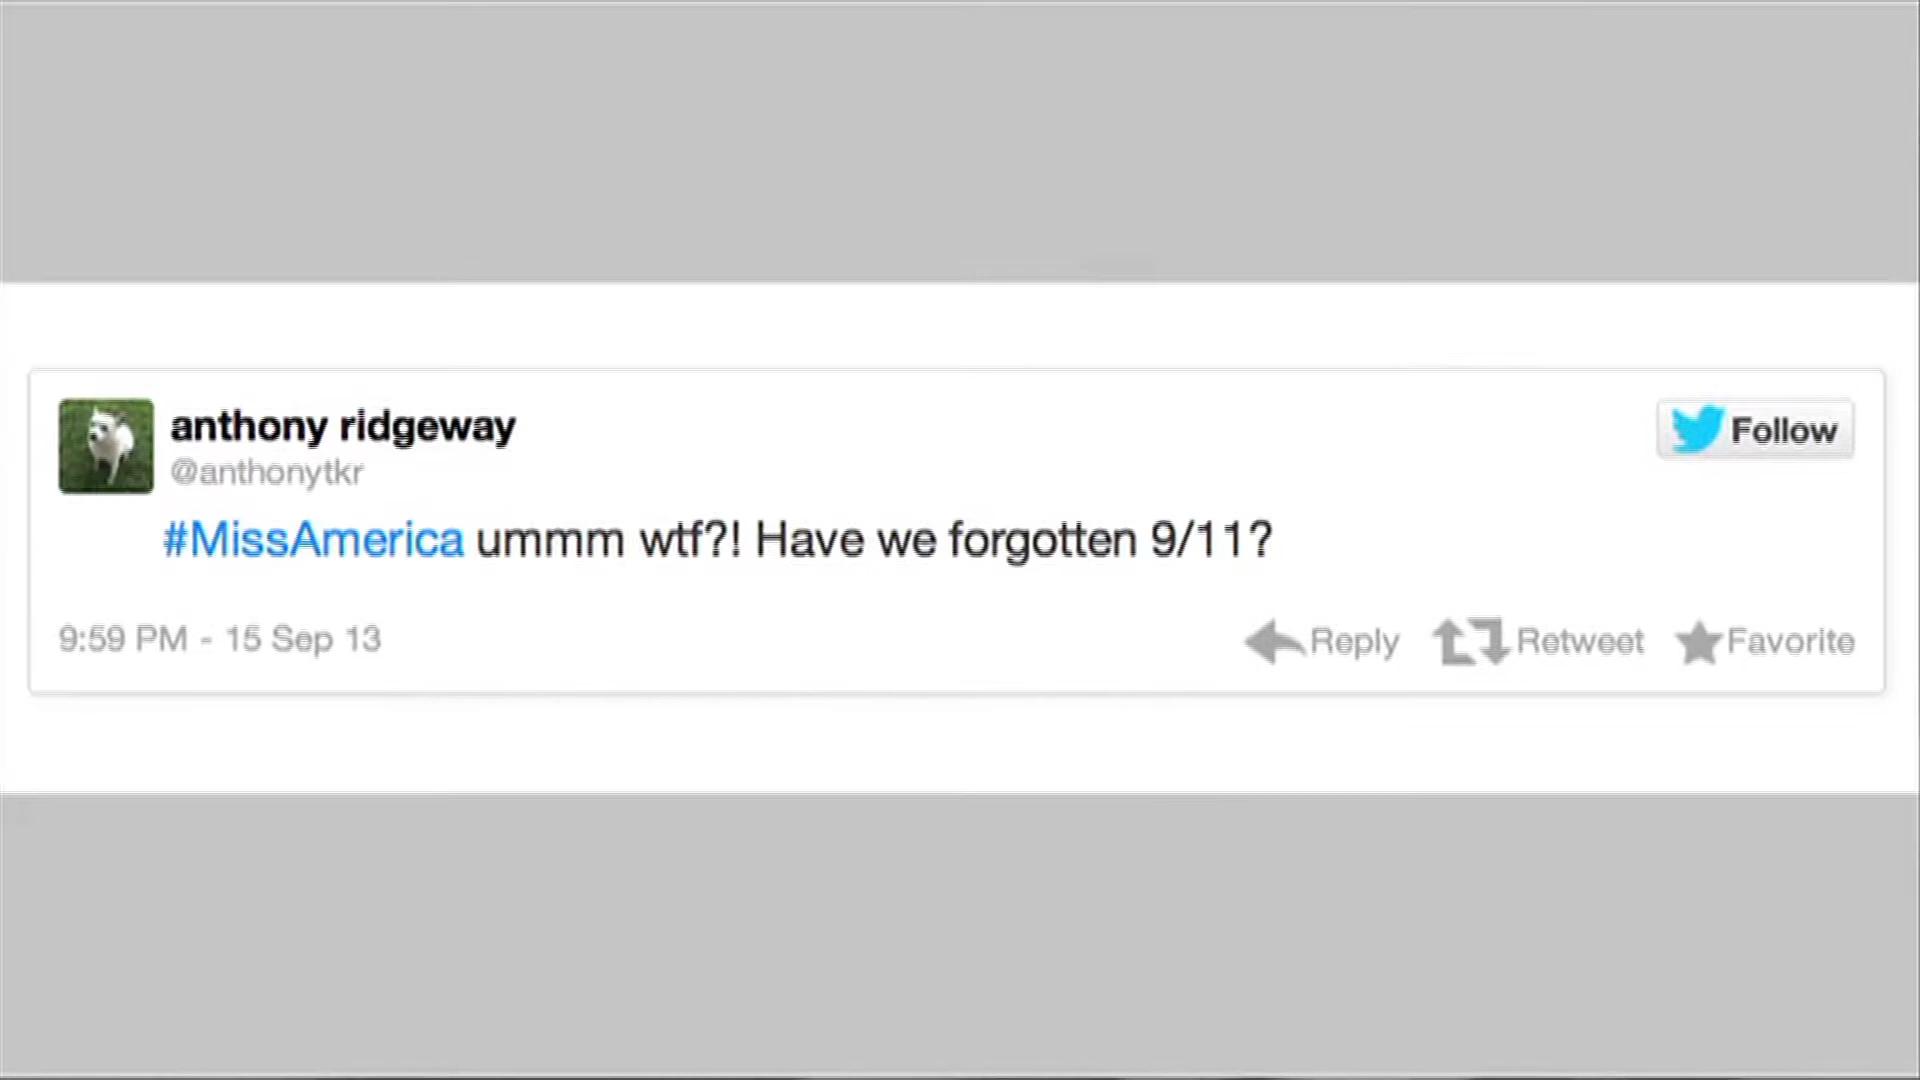 anthony ridgeway
@anthonytkr
Follow
#MissAmerica ummm wtf?! Have we forgotten 9/11?
9:59 PM - 15 Sep 13
Reply Retweet Favorite